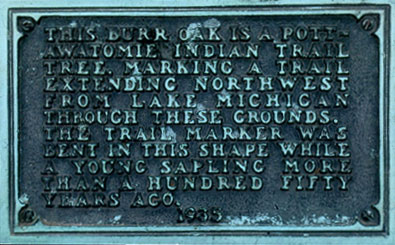 THIS BURR OAK IS A POTT-
AWATOMIE INDIAN TRAIL
TREE. MARKING A TRAIL
EXTENDING NORTHWEST
FROM LAKE MICHIGAN
THROUGH THESE GROUNDS.
THE TRAIL MARKER WAS
BENT IN THIS SHAPE WHILE
A YOUNG SAPLING MORE
THAN A HUNDRED FIFTY
YEARS AGO.
1935